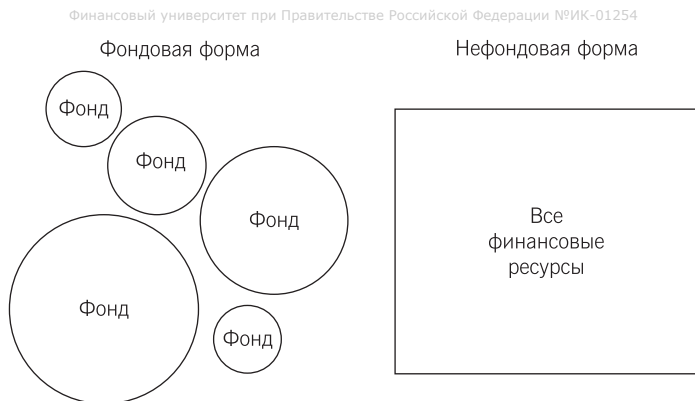 Финансовый университет при Правительстве Российской Федерации №ИК-01254
Фондовая форма
Нефондовая форма
Фонд
Фонд
Фонд
Фонд
Фонд
Все
финансовые
ресурсы